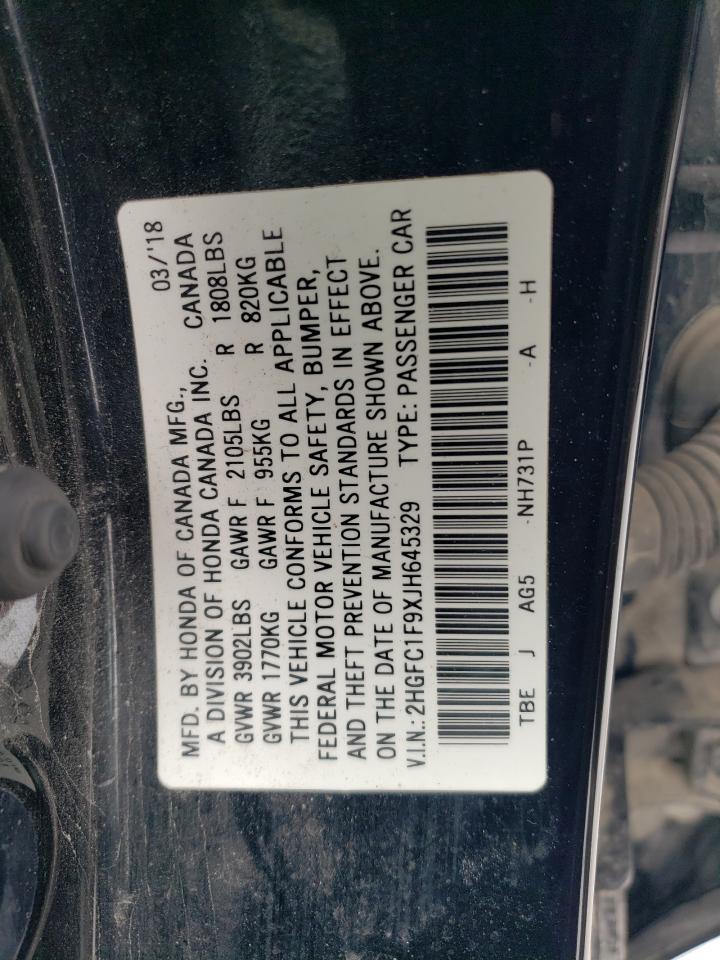 MFD. BY HONDA OF CANADA MFG., 03/'18
A DIVISION OF HONDA CANADA INC. CANADA
GVWR 3902LBS GAWR F 2105LBS R 1808LBS
GVWR 1770KG GAWR F 955KG R 820KG
THIS VEHICLE CONFORMS TO ALL APPLICABLE
FEDERAL MOTOR VEHICLE SAFETY, BUMPER,
AND THEFT PREVENTION STANDARDS IN EFFECT
ON THE DATE OF MANUFACTURE SHOWN ABOVE.
V.I.N.: 2HGFC1F9XJH645329 TYPE: PASSENGER CAR
TBE J AG5 -NH731P -A -H